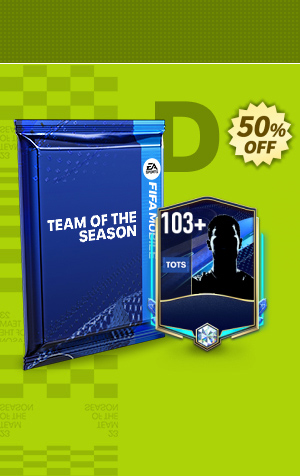 D
50%
OFF
EA
SPORTS
FIFA MOBILE
TEAM OF THE
SEASON
103+
TOTS